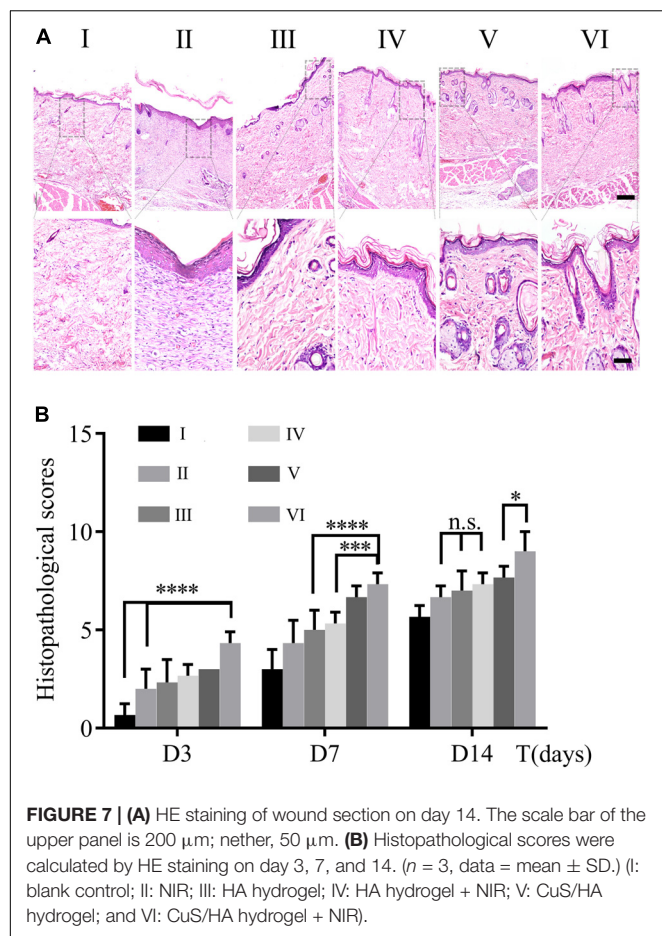 A
I II III IV V VI
B
15
10
5
0
Histopathological scores
I IV
II V
III VI
****
****
***
n.s.
*
D3 D7 D14 T(days)
FIGURE 7 | (A) HE staining of wound section on day 14. The scale bar of the
upper panel is 200 μm; nether, 50 μm. (B) Histopathological scores were
calculated by HE staining on day 3, 7, and 14. (n = 3, data = mean ± SD.) (I:
blank control; II: NIR; III: HA hydrogel; IV: HA hydrogel + NIR; V: CuS/HA
hydrogel; and VI: CuS/HA hydrogel + NIR).